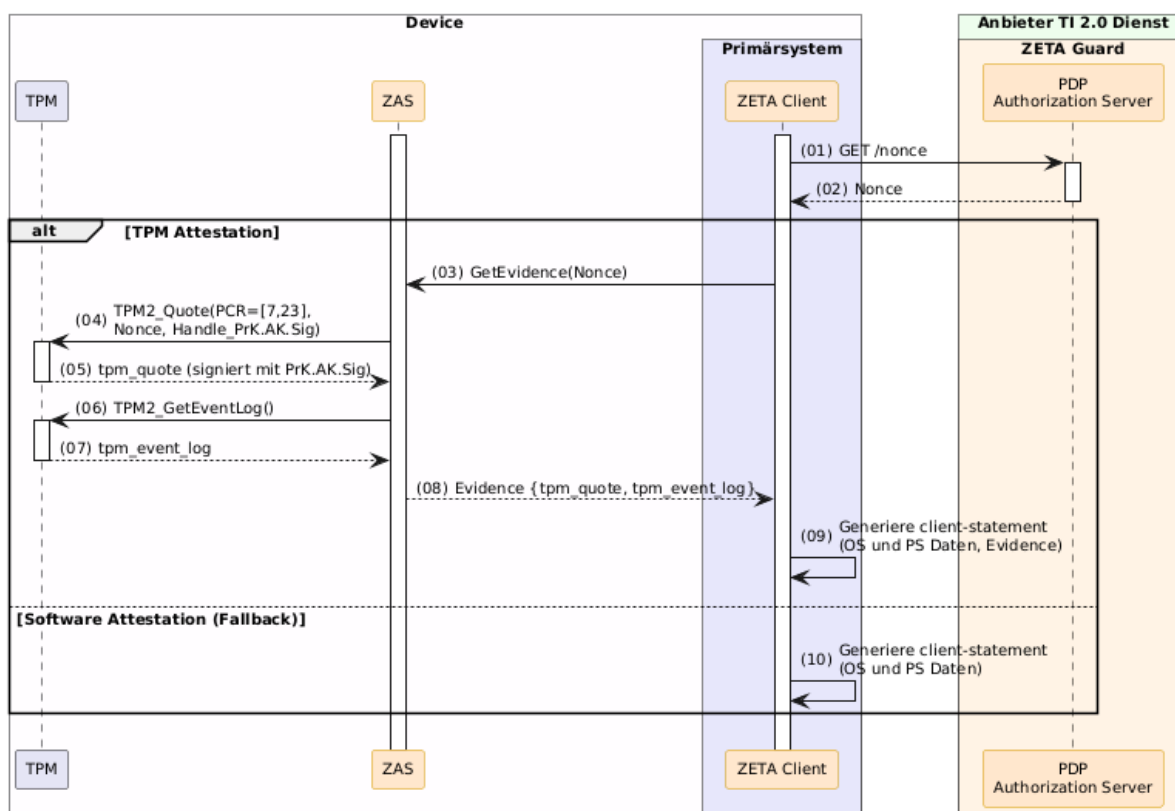 Device
Anbieter TI 2.0 Dienst
Primärsystem
ZETA Guard
TPM
ZAS
ZETA Client
PDP
Authorization Server
(01) GET /nonce
(02) Nonce
alt
[TPM Attestation]
(03) GetEvidence(Nonce)
(04) TPM2_Quote(PCR=[7,23],
Nonce, Handle_PrK.AK.Sig)
(05) tpm_quote (signiert mit PrK.AK.Sig)
(06) TPM2_GetEventLog()
(07) tpm_event_log
(08) Evidence {tpm_quote, tpm_event_log}
(09) Generiere client-statement
(OS und PS Daten, Evidence)
[Software Attestation (Fallback)]
(10) Generiere client-statement
(OS und PS Daten)
TPM
ZAS
ZETA Client
PDP
Authorization Server